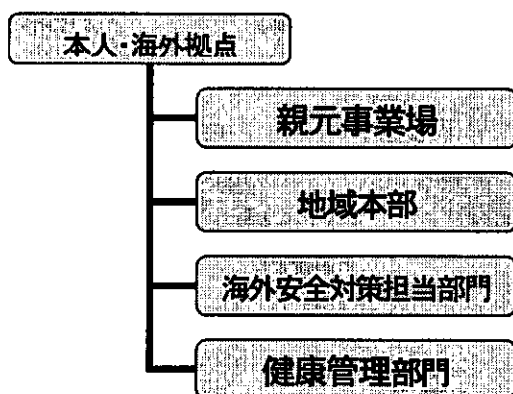 本人・海外拠点
親元事業場
地域本部
海外安全対策担当部門
健康管理部門